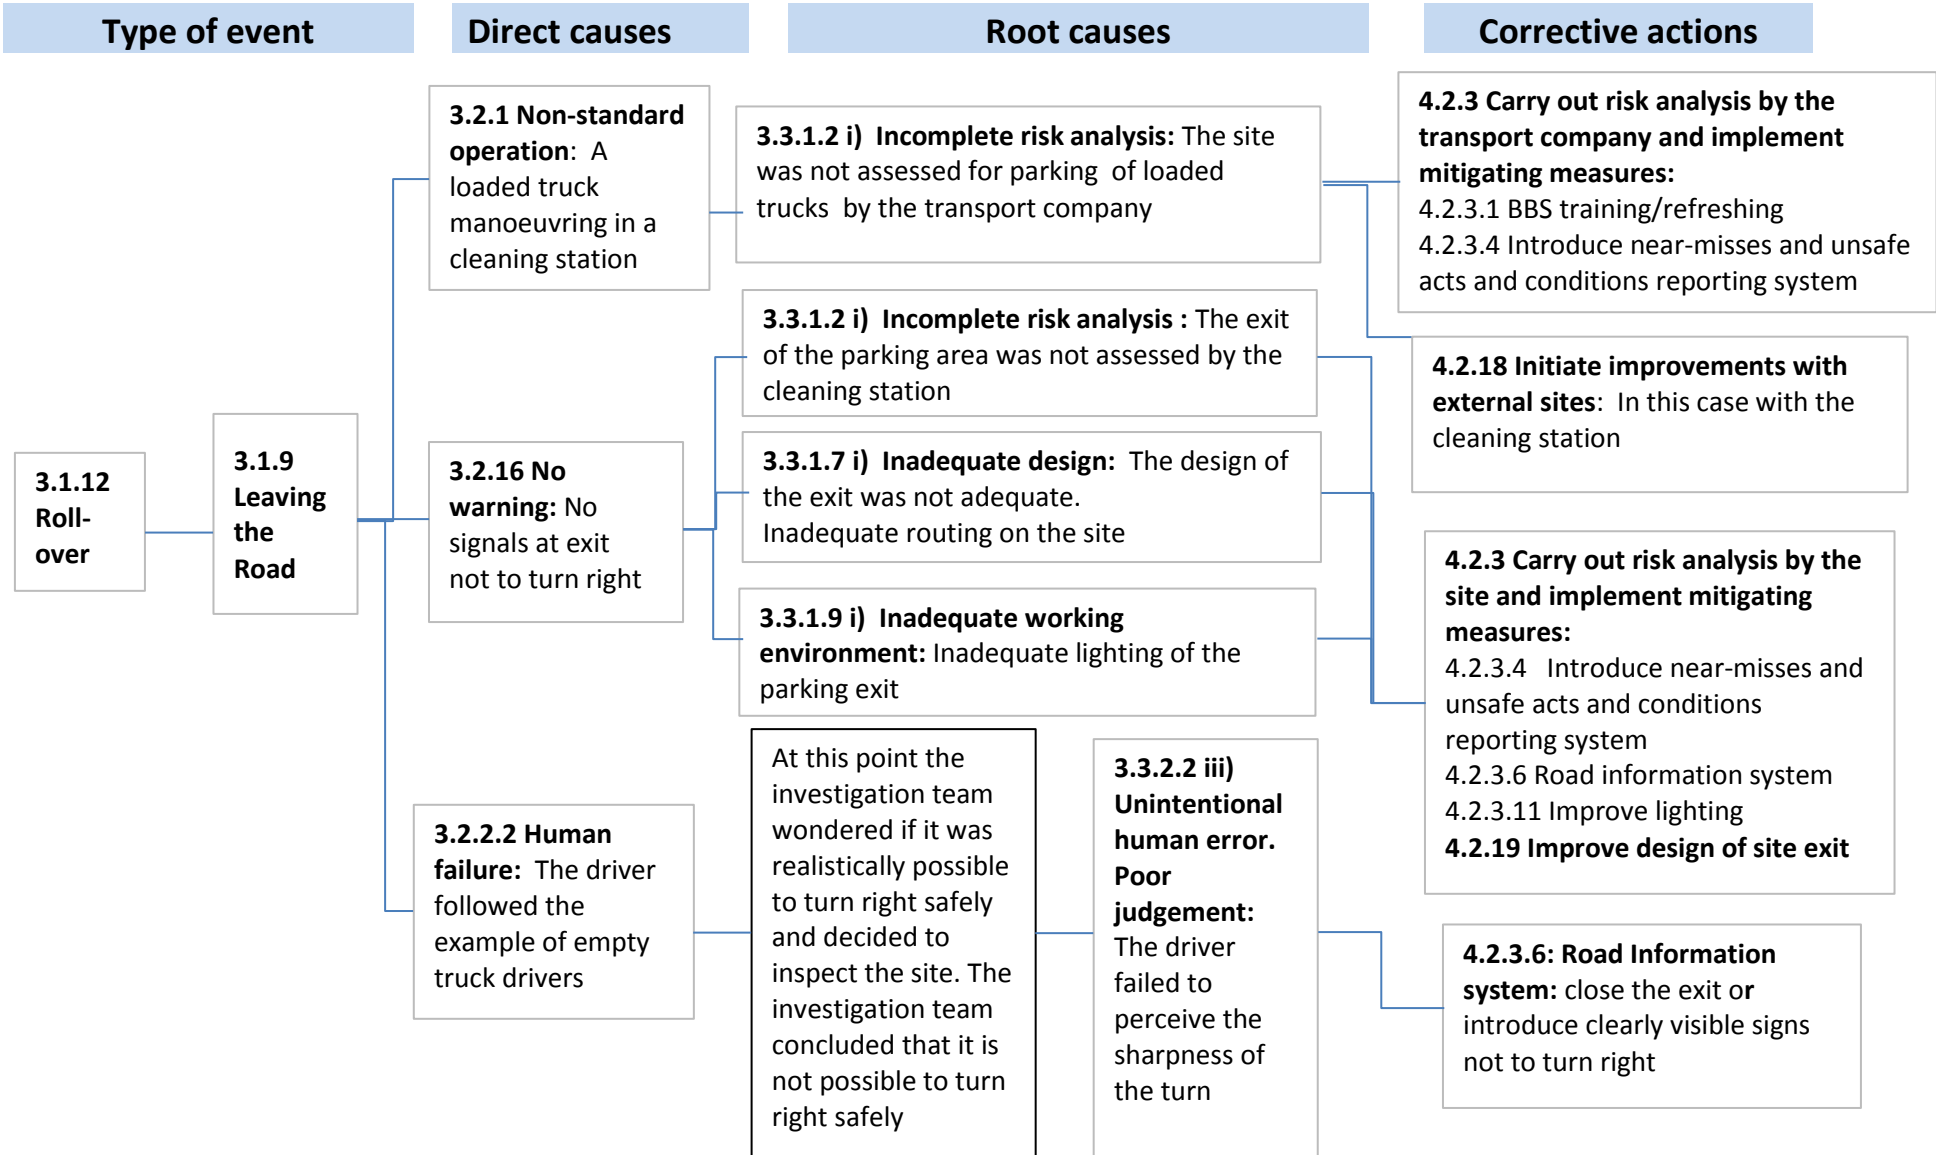 Type of event
Direct causes
Root causes
Corrective actions
3.1.12
Roll-
over
3.1.9
Leaving
the
Road
3.2.1 Non-standard
operation:  A
loaded truck
manoeuvring in a
cleaning station
3.2.16 No
warning: No
signals at exit
not to turn right
3.2.2.2 Human
failure:  The driver
followed the
example of empty
truck drivers
3.3.1.2 i)  Incomplete risk analysis: The site
was not assessed for parking  of loaded
trucks  by the transport company
3.3.1.2 i)  Incomplete risk analysis : The exit
of the parking area was not assessed by the
cleaning station
3.3.1.7 i)  Inadequate design:  The design of
the exit was not adequate.
Inadequate routing on the site
3.3.1.9 i)  Inadequate working
environment: Inadequate lighting of the
parking exit
At this point the
investigation team
wondered if it was
realistically possible
to turn right safely
and decided to
inspect the site. The
investigation team
concluded that it is
not possible to turn
right safely
3.3.2.2 iii)
Unintentional
human error.
Poor
judgement:
The driver
failed to
perceive the
sharpness of
the turn
4.2.3 Carry out risk analysis by the
transport company and implement
mitigating measures:
4.2.3.1 BBS training/refreshing
4.2.3.4 Introduce near-misses and unsafe
acts and conditions reporting system
4.2.18 Initiate improvements with
external sites:  In this case with the
cleaning station
4.2.3 Carry out risk analysis by the
site and implement mitigating
measures:
4.2.3.4   Introduce near-misses and
unsafe acts and conditions
reporting system
4.2.3.6 Road information system
4.2.3.11 Improve lighting
4.2.19 Improve design of site exit
4.2.3.6: Road Information
system: close the exit or
introduce clearly visible signs
not to turn right